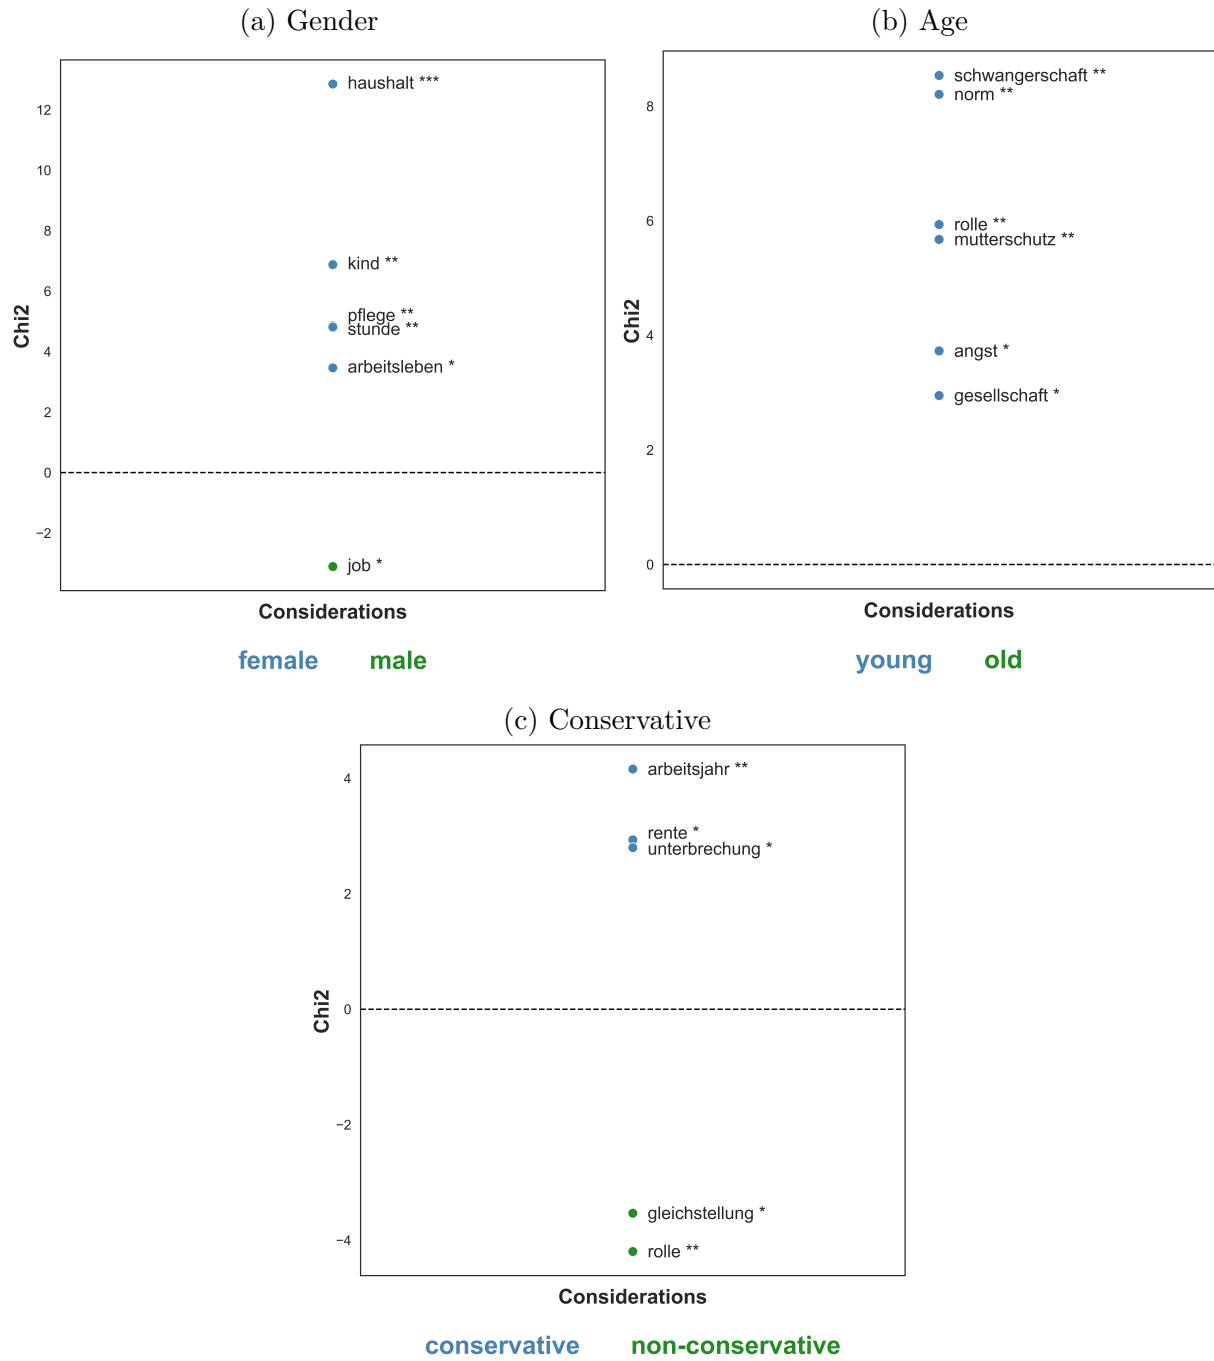 (a) Gender
12
10
8
6
4
2
0
−2
Chi2
haushalt ***
kind **
pflege **
stunde **
arbeitsleben *
job *
Considerations
female male
(b) Age
8
6
4
2
0
Chi2
schwangerschaft **
norm **
rolle **
mutterschutz **
angst *
gesellschaft *
Considerations
young old
(c) Conservative
4
2
0
−2
−4
Chi2
arbeitsjahr **
rente *
unterbrechung *
gleichstellung *
rolle **
Considerations
conservative non-conservative